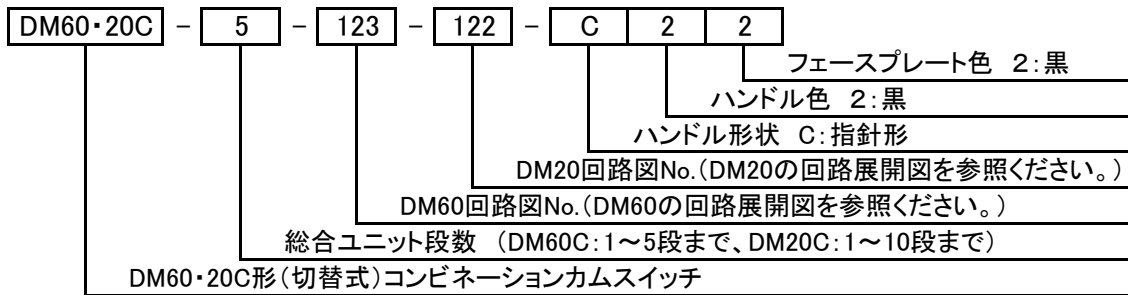 DM60・20C － 5 － 123 － 122 － C 2 2
フェースプレート色 2:黒
ハンドル色 2:黒
ハンドル形状 C:指針形
DM20回路図No.(DM20の回路展開図を参照ください。)
DM60回路図No.(DM60の回路展開図を参照ください。)
総合ユニット段数 (DM60C:1～5段まで、DM20C:1～10段まで)
DM60・20C形(切替式)コンビネーションカムスイッチ